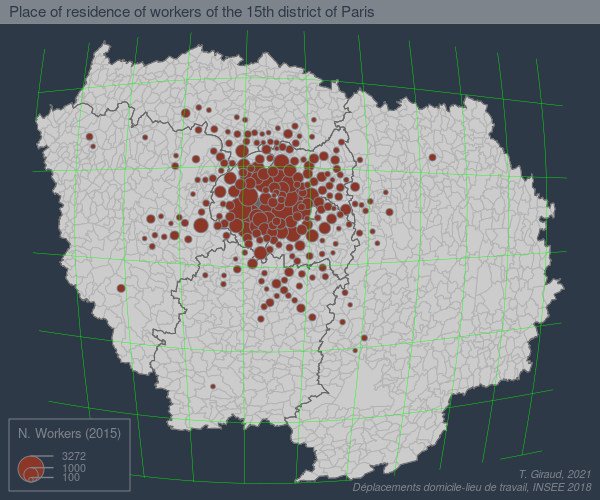 Place of residence of workers of the 15th district of Paris
N. Workers (2015)
3272
1000
100
T. Giraud, 2021
Déplacements domicile-lieu de travail, INSEE 2018